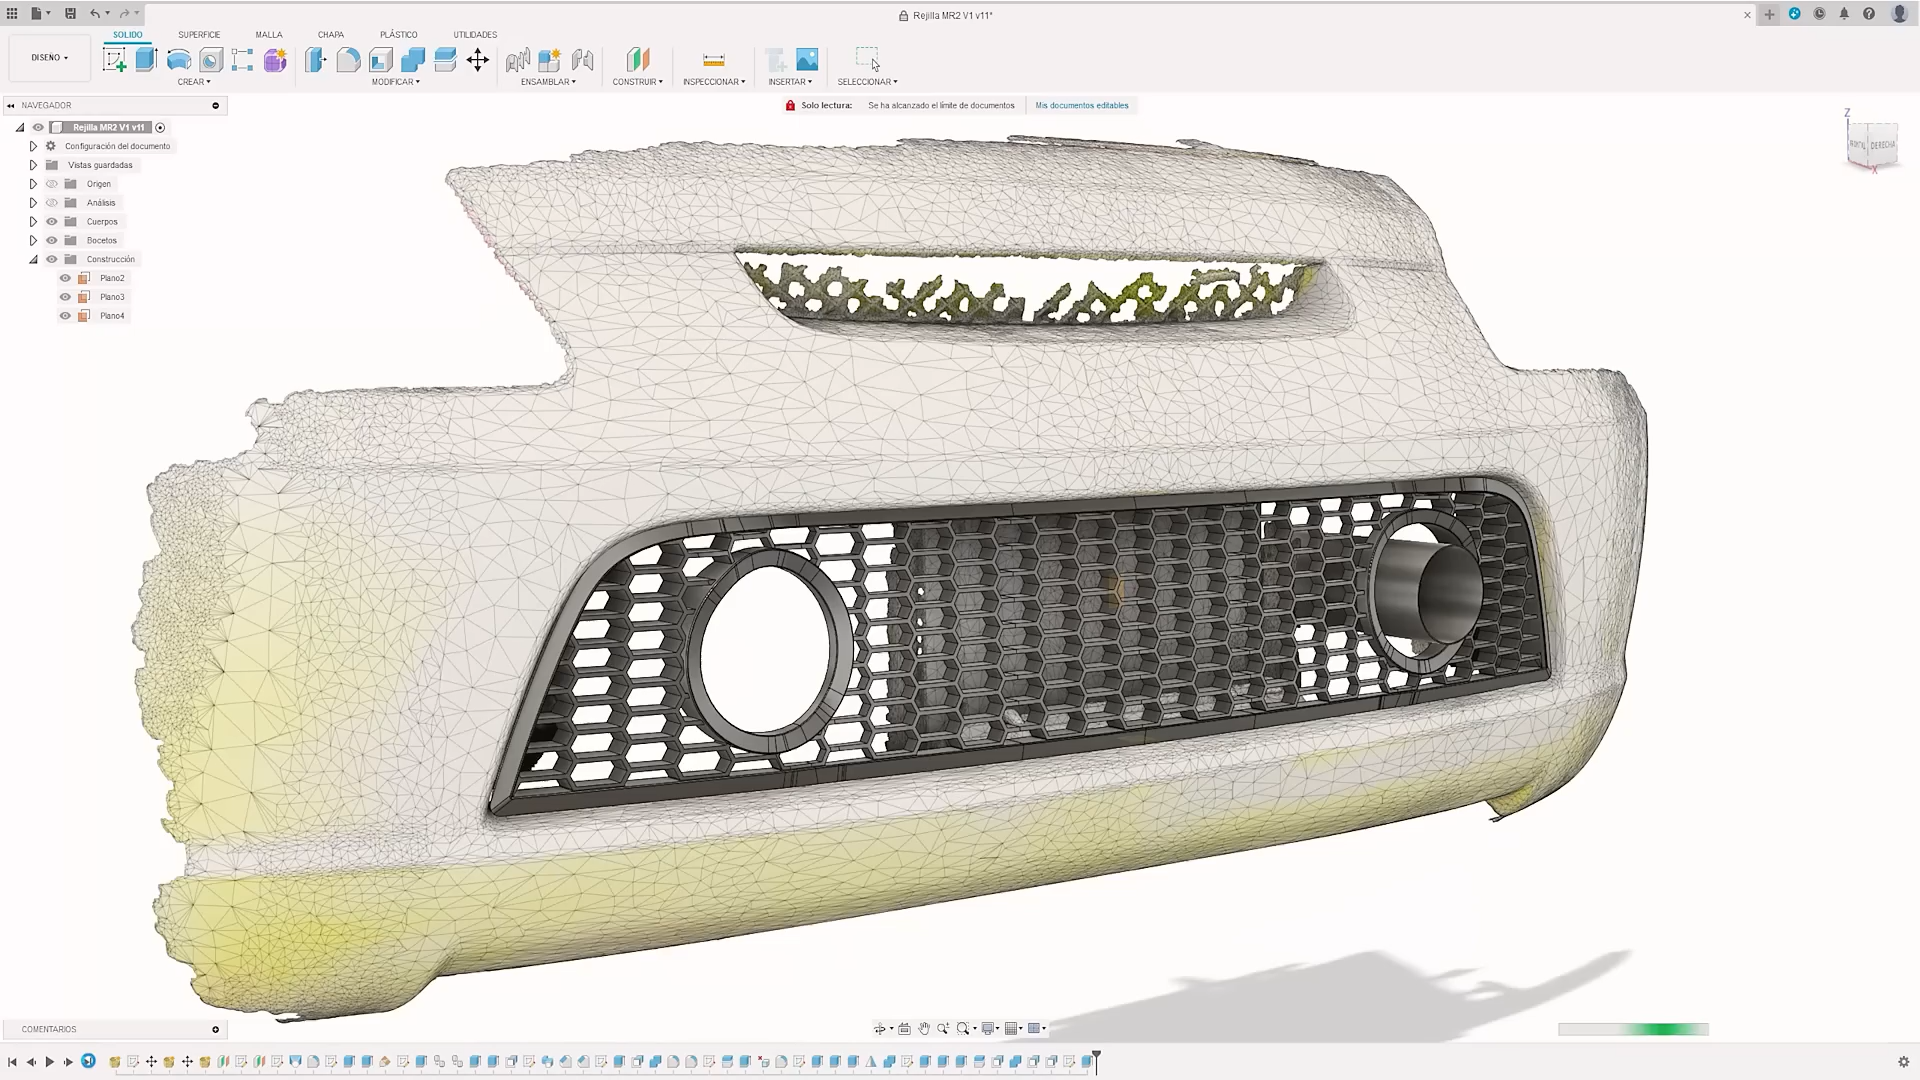 Rejilla MR2 V1 v11*
DISEÑO
SOLIDO
SUPERFICIE
MALLA
CHAPA
PLÁSTICO
UTILIDADES
CREAR
MODIFICAR
ENSAMBLAR
CONSTRUIR
INSPECCIONAR
INSERTAR
SELECCIONAR
NAVEGADOR
Solo lectura: Se ha alcanzado el límite de documentos Mis documentos editables
Rejilla MR2 V1 v11
Configuración del documento
Vistas guardadas
Origen
Análisis
Cuerpos
Bocetos
Construcción
Plano2
Plano3
Plano4
Z
DERECHA
X
COMENTARIOS